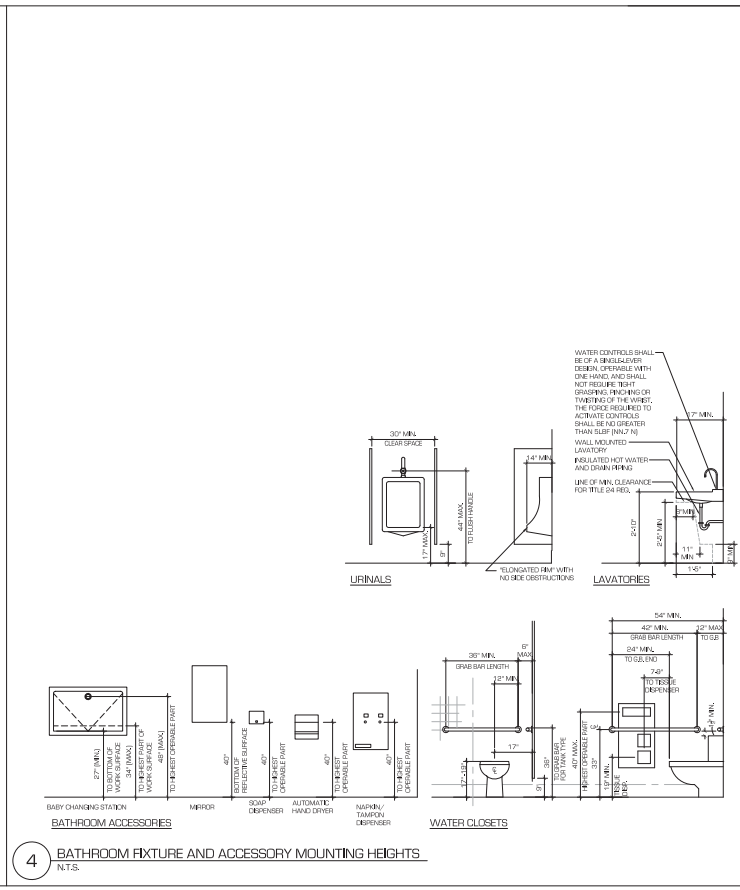 WATER CONTROLS SHALL
BE OF A SINGLE-LEVER
DESIGN, OPERABLE WITH
ONE HAND, AND SHALL
NOT REQUIRE TIGHT
GRASPING, PINCHING OR
TWISTING OF THE WRIST.
THE FORCE REQUIRED TO
ACTIVATE CONTROLS
SHALL BE NO GREATER
THAN 5LBF (NN.7 N)
WALL MOUNTED
LAVATORY
INSULATED HOT WATER
AND DRAIN PIPING
LINE OF MIN. CLEARANCE
FOR TITLE 24 REG.
17" MIN.
8" MIN
2'-10"
2'-5" MIN
11"
MIN
1'-5"
9" MIN
LAVATORIES
30" MIN.
CLEAR SPACE
44" MAX.
TO FLUSH HANDLE
17" MAX.
9"
14" MIN.
"ELONGATED RIM" WITH
NO SIDE OBSTRUCTIONS
URINALS
27" (MIN.)
TO BOTTOM OF
WORK SURFACE
34" (MAX.)
TO HIGHEST PART OF
WORK SURFACE
48" (MAX.)
TO HIGHEST OPERABLE PART
BABY CHANGING STATION
40"
BOTTOM OF
REFLECTIVE SURFACE
MIRROR
40"
TO HIGHEST
OPERABLE PART
SOAP
DISPENSER
40"
TO HIGHEST
OPERABLE PART
AUTOMATIC
HAND DRYER
40"
TO HIGHEST
OPERABLE PART
NAPKIN/
TAMPON
DISPENSER
BATHROOM ACCESSORIES
36" MIN.
GRAB BAR LENGTH
6"
MAX
12" MIN.
17"
17"-19"
9"
36"
TO GRAB BAR
FOR TANK TYPE
54" MIN.
42" MIN.
GRAB BAR LENGTH
12" MAX
TO G.B.
24" MIN.
TO G.B. END
7-9"
TO TISSUE
DISPENSER
40" MAX.
HIGHEST OPERABLE PART
3"
33"
19" MIN.
TISSUE
DISP.
WATER CLOSETS
4
BATHROOM FIXTURE AND ACCESSORY MOUNTING HEIGHTS
N.T.S.